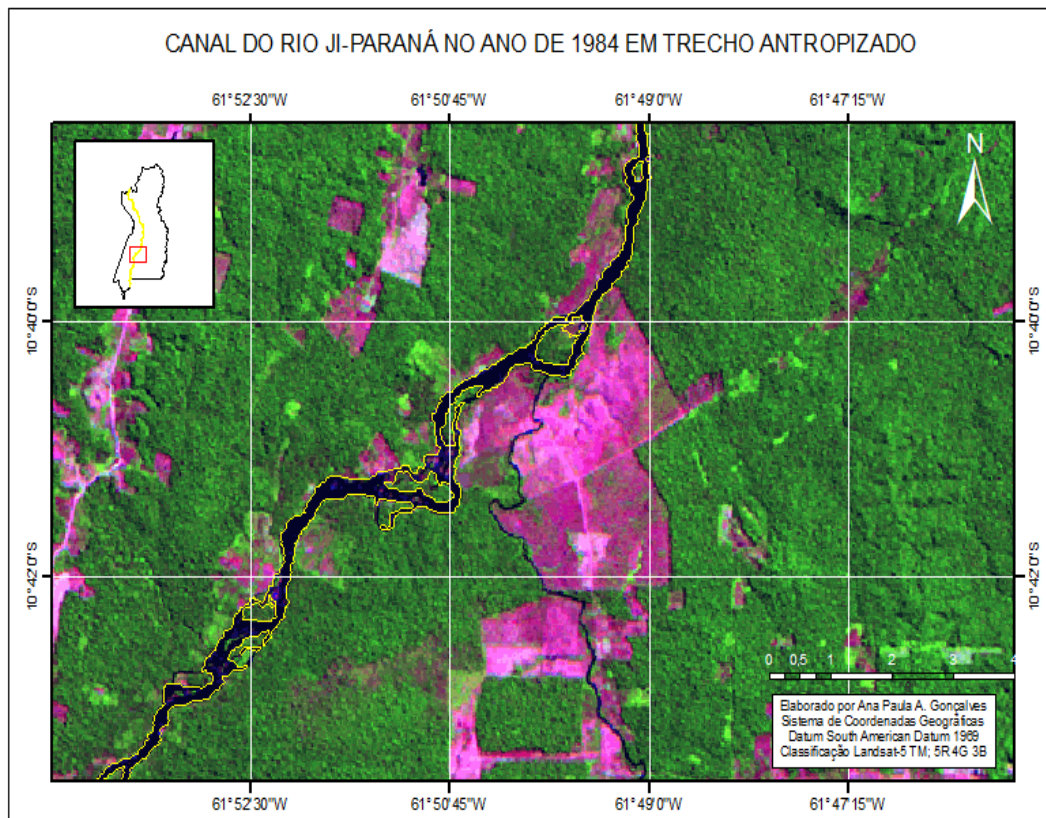 CANAL DO RIO JI-PARANÁ NO ANO DE 1984 EM TRECHO ANTROPIZADO
61°52'30"W 61°50'45"W 61°49'0"W 61°47'15"W
N
10°40'0"S 10°40'0"S
10°42'0"S 10°42'0"S
0 0,5 1 2 3 4
Elaborado por Ana Paula A. Gonçalves
Sistema de Coordenadas Geográficas
Datum South American Datum 1969
Classificação Landsat-5 TM; 5R 4G 3B
61°52'30"W 61°50'45"W 61°49'0"W 61°47'15"W